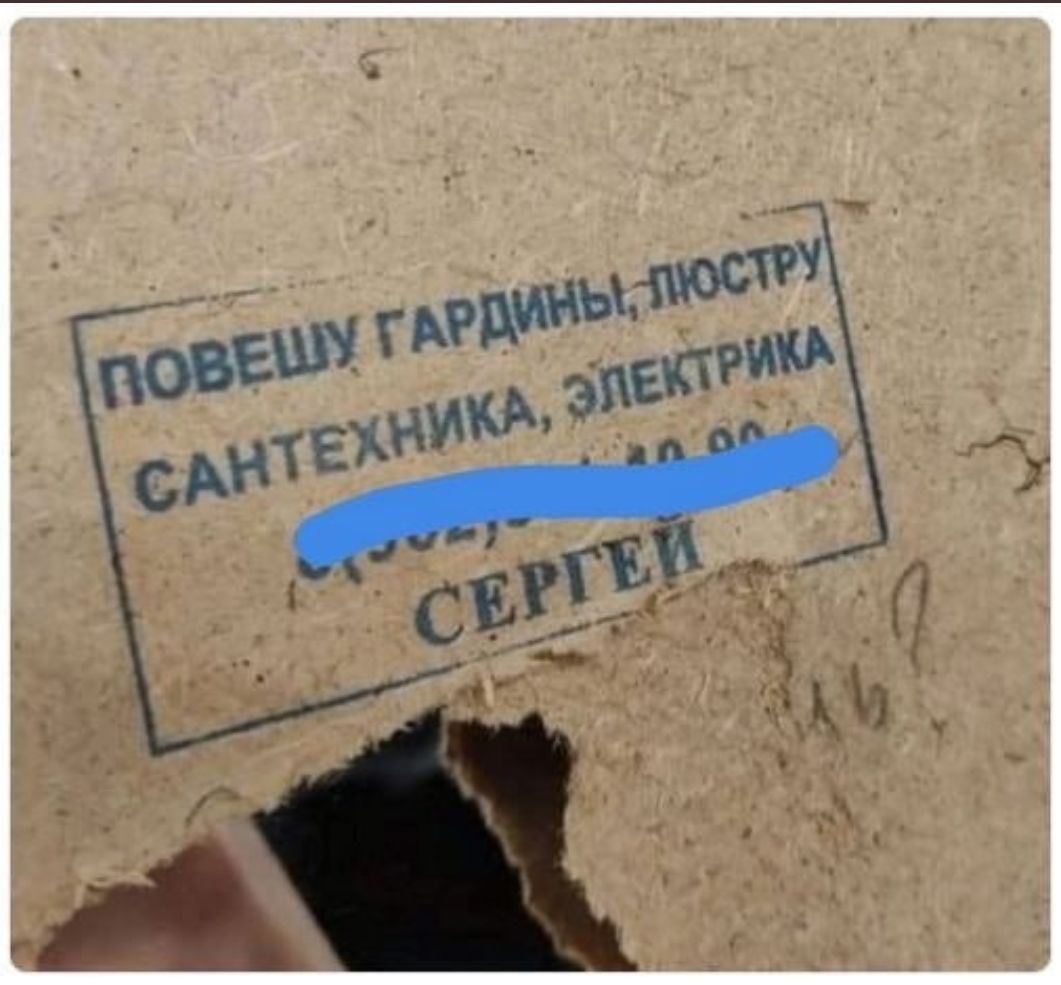 ПОВЕШУ ГАРДИНЫ, ЛЮСТРУ
САНТЕХНИКА, ЭЛЕКТРИКА
СЕРГЕЙ